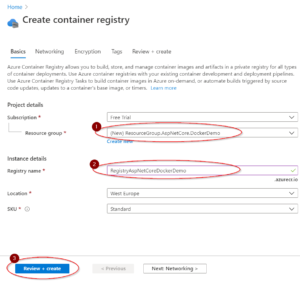 Home >
Create container registry
Basics Networking Encryption Tags Review + create
Azure Container Registry allows you to build, store, and manage container images and artifacts in a private registry for all types
of container deployments. Use Azure container registries with your existing container development and deployment pipelines.
Use Azure Container Registry Tasks to build container images in Azure on-demand, or automate builds triggered by source
code updates, updates to a container's base image, or timers. Learn more
Project details
Subscription *
Free Trial
1
Resource group *
(New) ResourceGroup.AspNetCore.DockerDemo
Create new
Instance details
2
Registry name *
RegistryAspNetCoreDockerDemo
.azurecr.io
Location *
West Europe
SKU *
Standard
3
Review + create
< Previous
Next: Networking >